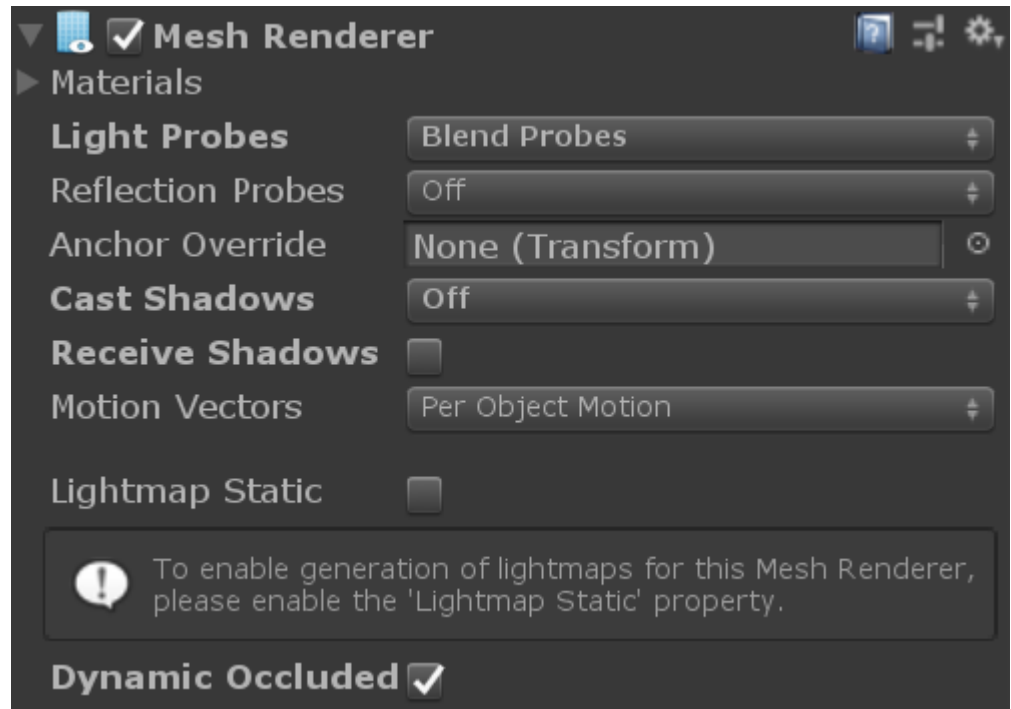 Mesh Renderer
Materials
Light Probes Blend Probes
Reflection Probes Off
Anchor Override None (Transform)
Cast Shadows Off
Receive Shadows
Motion Vectors Per Object Motion
Lightmap Static
To enable generation of lightmaps for this Mesh Renderer,
please enable the 'Lightmap Static' property.
Dynamic Occluded